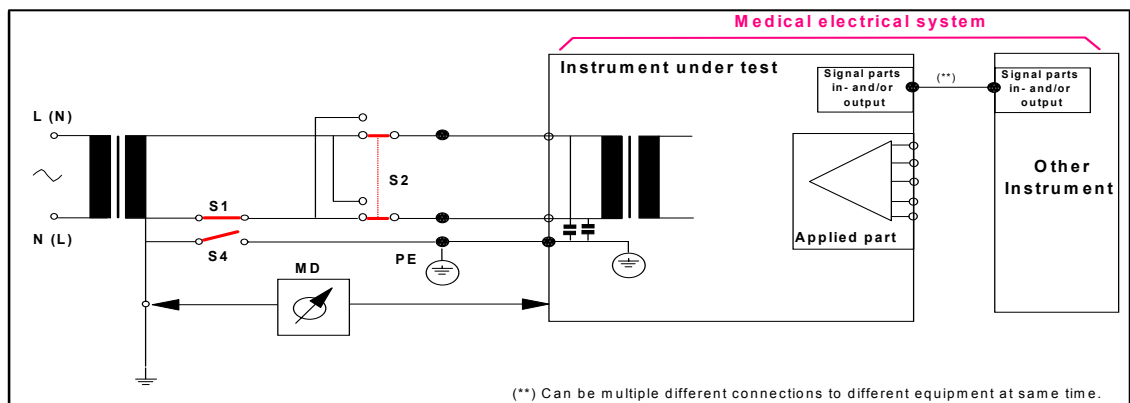 Medical electrical system
Instrument under test
Signal parts
in- and/or
output
(**)
Signal parts
in- and/or
output
L (N)
S2
Other
Instrument
S1
N (L)
S4
PE
Applied part
MD
(**) Can be multiple different connections to different equipment at same time.